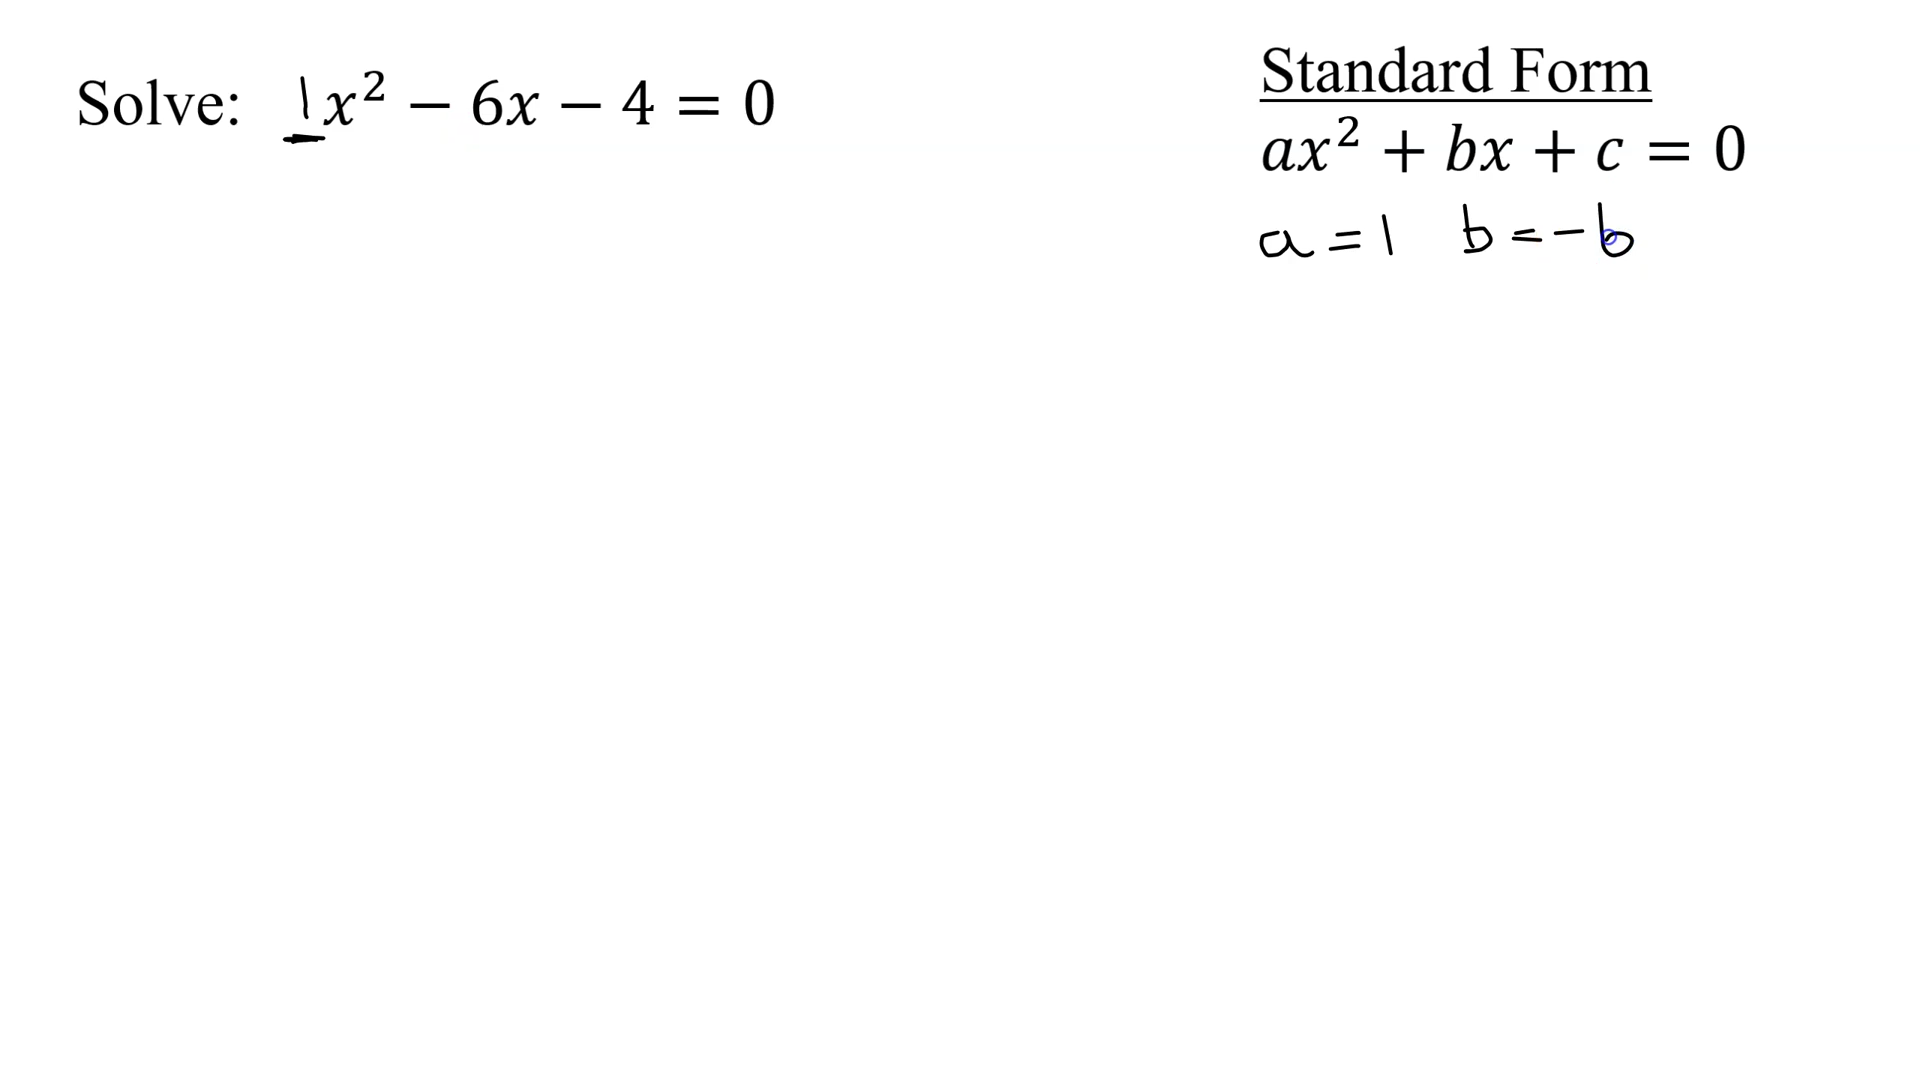 Solve: 1x² − 6x − 4 = 0
Standard Form
ax² + bx + c = 0
a = 1 b = −6